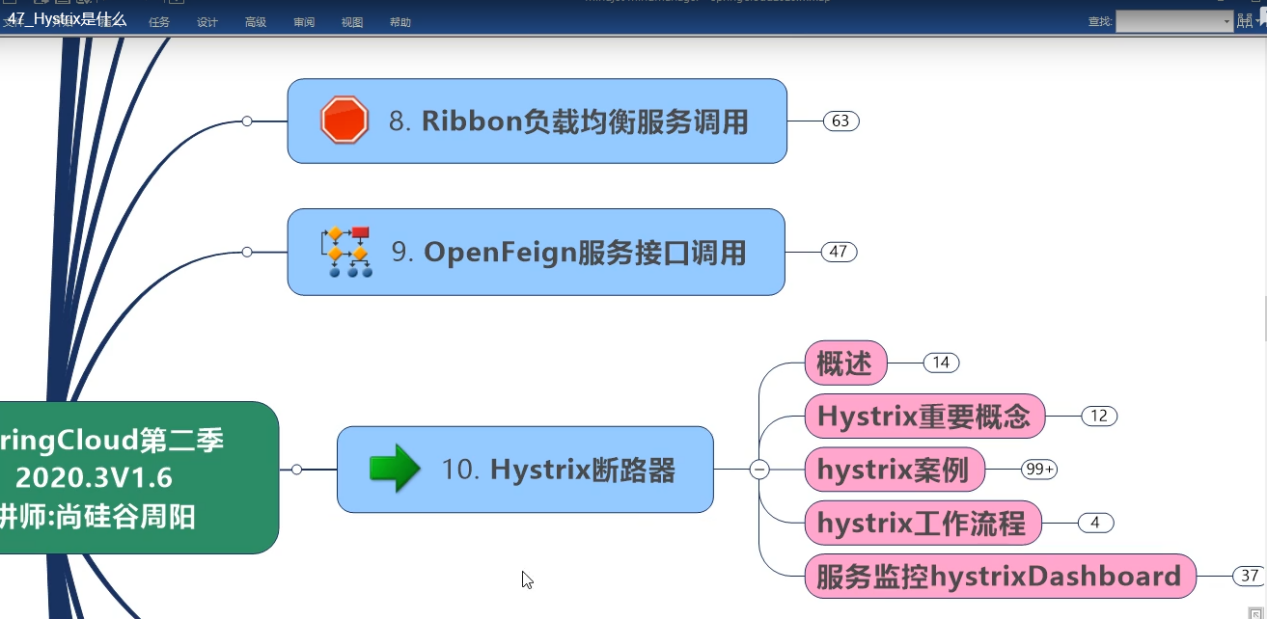 47_Hystrix是什么
任务 设计 高级 审阅 视图 帮助
查找:
8. Ribbon负载均衡服务调用
63
9. OpenFeign服务接口调用
47
ringCloud第二季
2020.3V1.6
讲师:尚硅谷周阳
10. Hystrix断路器
概述
14
Hystrix重要概念
12
hystrix案例
99+
hystrix工作流程
4
服务监控hystrixDashboard
37